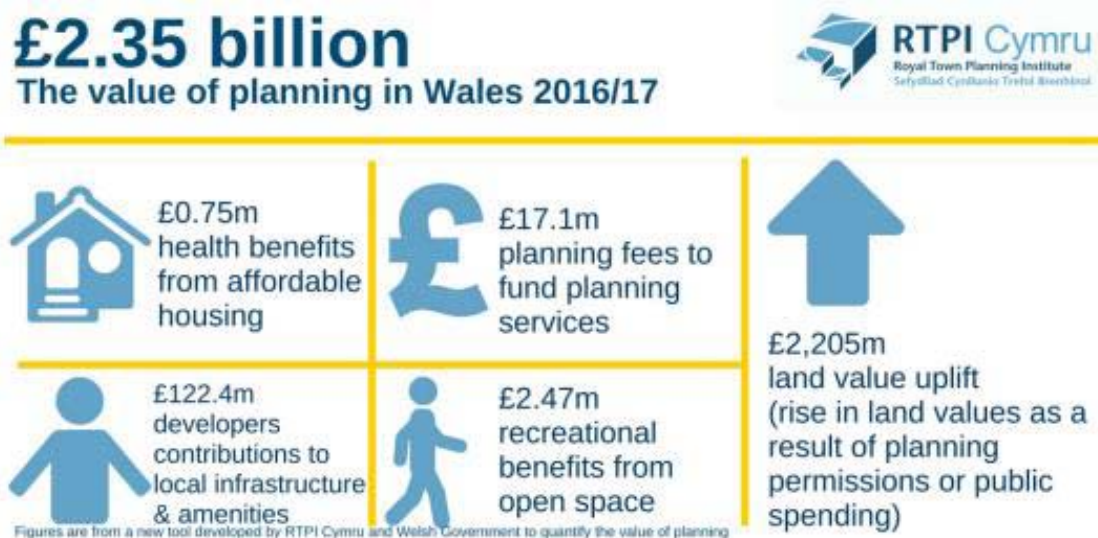 £2.35 billion
The value of planning in Wales 2016/17
RTPI Cymru
Royal Town Planning Institute
Sefydliad Cynllunio Trefol Brenhinol
£0.75m
health benefits
from affordable
housing
£17.1m
planning fees to
fund planning
services
£122.4m
developers
contributions to
local infrastructure
& amenities
£2.47m
recreational
benefits from
open space
£2,205m
land value uplift
(rise in land values as a
result of planning
permissions or public
spending)
Figures are from a new tool developed by RTPI Cymru and Welsh Government to quantify the value of planning